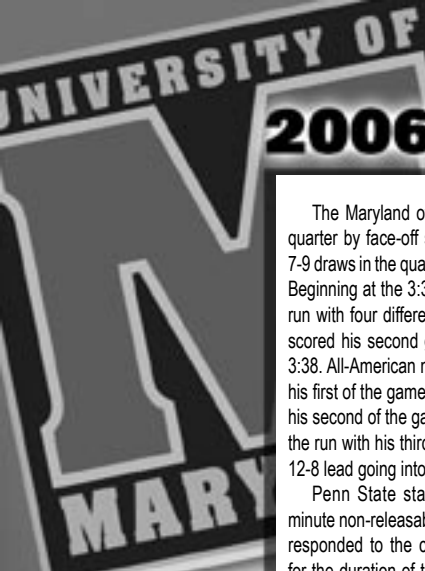 UNIVERSITY OF
MARY
2006
The Maryland o
quarter by face-off
7-9 draws in the qua
Beginning at the 3:3
run with four differe
scored his second
3:38. All-American
his first of the game
his second of the ga
the run with his third
12-8 lead going into
Penn State sta
minute non-releasab
responded to the
for the duration of t